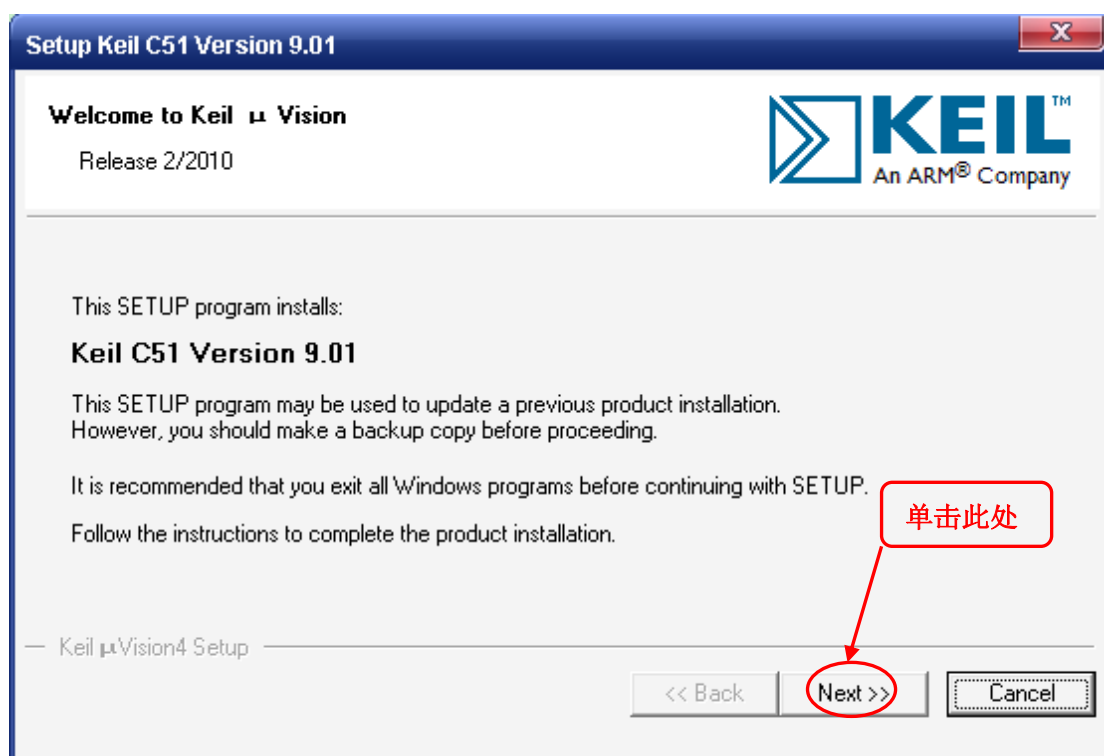 Setup Keil C51 Version 9.01
Welcome to Keil μ Vision
Release 2/2010
KEIL™
An ARM® Company
This SETUP program installs:
Keil C51 Version 9.01
This SETUP program may be used to update a previous product installation.
However, you should make a backup copy before proceeding.
It is recommended that you exit all Windows programs before continuing with SETUP.
单击此处
Follow the instructions to complete the product installation.
Keil μVision4 Setup
<< Back
Next >>
Cancel